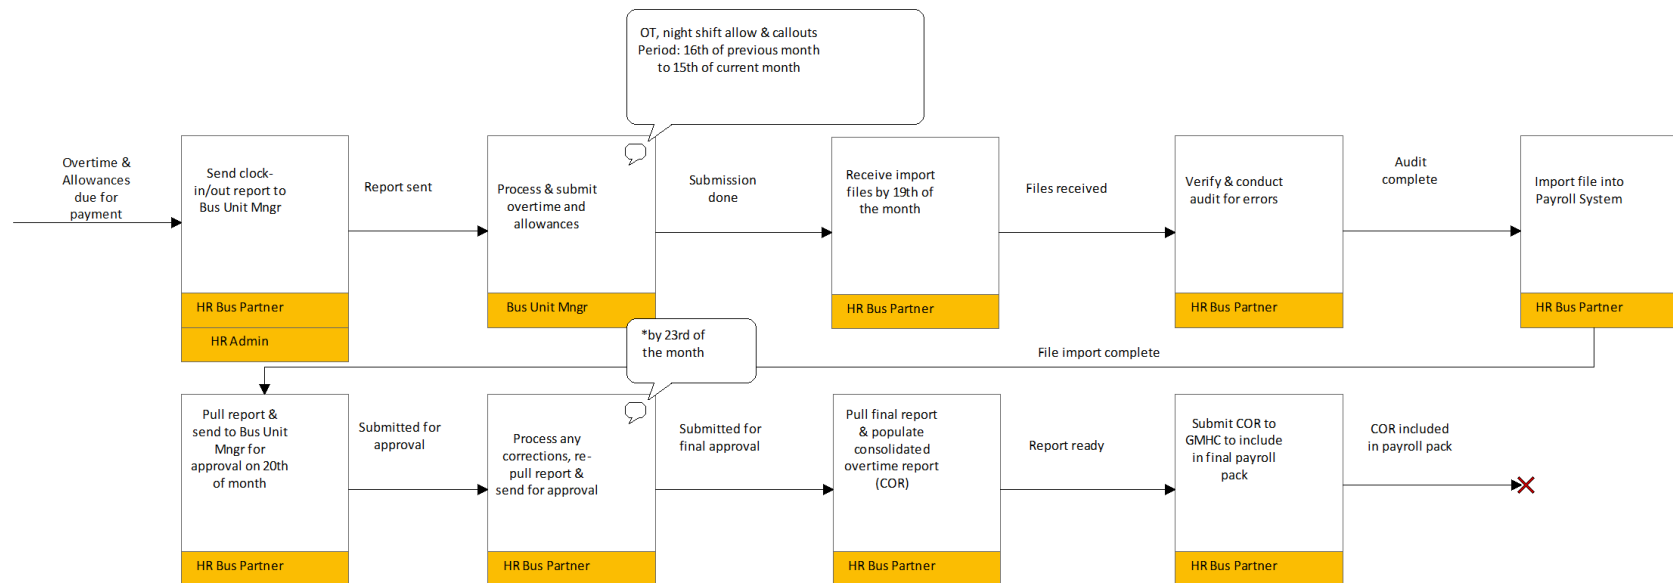 OT, night shift allow & callouts
Period: 16th of previous month
to 15th of current month
Overtime &
Allowances
due for
payment
Send clock-
in/out report to
Bus Unit Mngr
HR Bus Partner
HR Admin
Report sent
Process & submit
overtime and
allowances
Bus Unit Mngr
Submission
done
Receive import
files by 19th of
the month
HR Bus Partner
Files received
Verify & conduct
audit for errors
HR Bus Partner
Audit
complete
Import file into
Payroll System
HR Bus Partner
File import complete
*by 23rd of
the month
Pull report &
send to Bus Unit
Mngr for
approval on 20th
of month
HR Bus Partner
Submitted for
approval
Process any
corrections, re-
pull report &
send for approval
HR Bus Partner
Submitted for
final approval
Pull final report
& populate
consolidated
overtime report
(COR)
HR Bus Partner
Report ready
Submit COR to
GMHC to include
in final payroll
pack
HR Bus Partner
COR included
in payroll pack